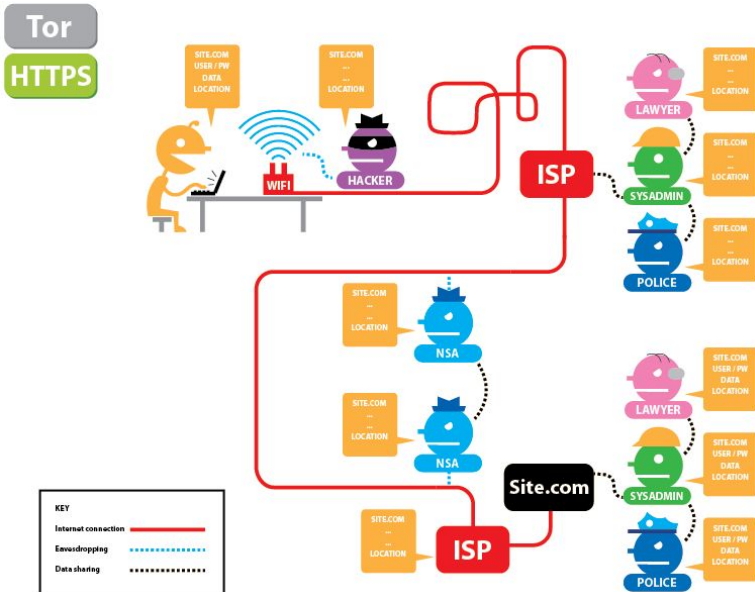 Tor
HTTPS
SITE.COM
USER / PW
DATA
LOCATION
SITE.COM
...
...
LOCATION
WIFI
HACKER
ISP
SITE.COM
...
...
LOCATION
LAWYER
SITE.COM
...
...
LOCATION
SYSADMIN
SITE.COM
...
...
LOCATION
POLICE
SITE.COM
...
...
LOCATION
NSA
SITE.COM
...
...
LOCATION
NSA
SITE.COM
USER / PW
DATA
LOCATION
LAWYER
SITE.COM
USER / PW
DATA
LOCATION
SYSADMIN
SITE.COM
USER / PW
DATA
LOCATION
POLICE
Site.com
SITE.COM
...
...
LOCATION
ISP
KEY
Internet connection
Eavesdropping
Data sharing